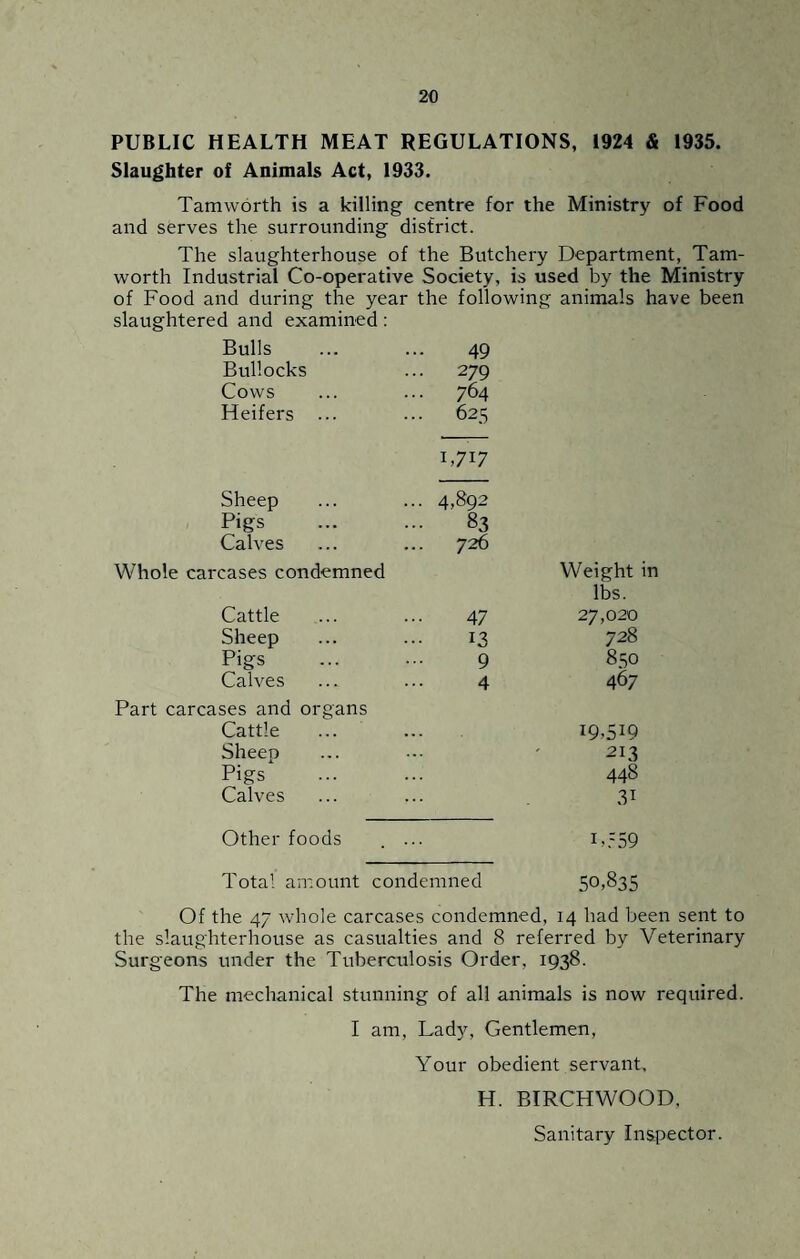 20
PUBLIC HEALTH MEAT REGULATIONS, 1924 & 1935.
Slaughter of Animals Act, 1933.
Tamworth is a killing centre for the Ministry of Food
and serves the surrounding district.
The slaughterhouse of the Butchery Department, Tam-
worth Industrial Co-operative Society, is used by the Ministry
of Food and during the year the following animals have been
slaughtered and examined:
Bulls ... ... 49
Bullocks ... 279
Cows ... ... 764
Heifers ... ... 625
1,717
Sheep ... ... 4,892
Pigs ... ... 83
Calves ... ... 726
Whole carcases condemned Weight in
lbs.
Cattle ... ... 47 27,020
Sheep ... ... 13 728
Pigs ... ... 9 850
Calves ... ... 4 467
Part carcases and organs
Cattle ... ... 19,519
Sheep ... ... 213
Pigs ... ... 448
Calves ... ... 31
Other foods . ... 1,559
Total amount condemned 50,835
Of the 47 whole carcases condemned, 14 had been sent to
the slaughterhouse as casualties and 8 referred by Veterinary
Surgeons under the Tuberculosis Order, 1938.
The mechanical stunning of all animals is now required.
I am, Lady, Gentlemen,
Your obedient servant,
H. BIRCHWOOD,
Sanitary Inspector.